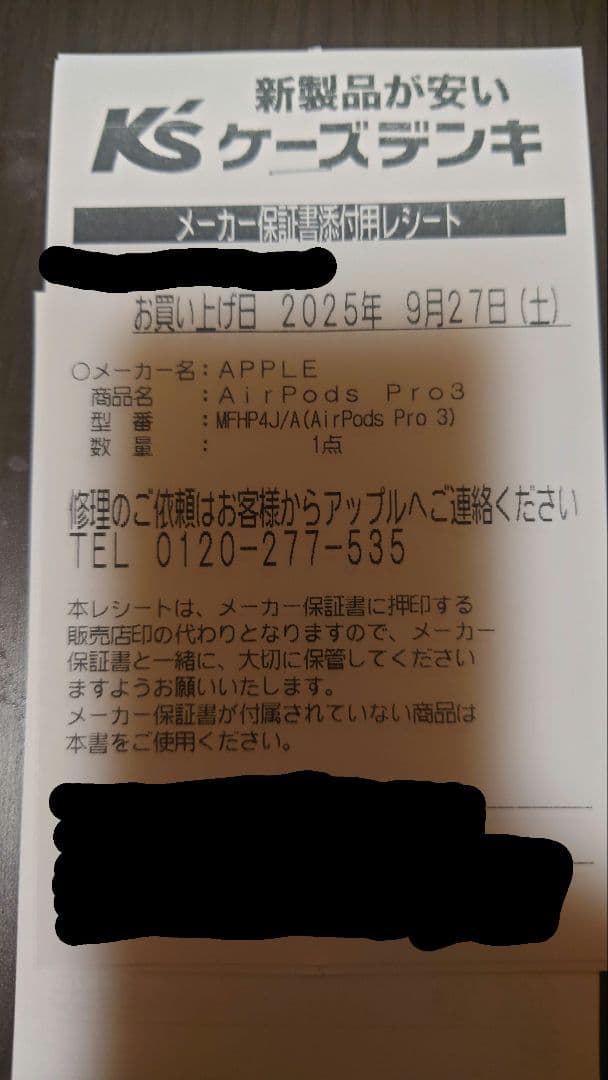 新製品が安い
K's ケーズデンキ
メーカー保証書添付用レシート
お買い上げ日 2025年 9月27日(土)
○メーカー名:APPLE
商品名 :AirPods Pro3
型 番 :MFHP4J/A(AirPods Pro 3)
数 量 : 1点
修理のご依頼はお客様からアップルへご連絡ください
TEL 0120-277-535
本レシートは、メーカー保証書に押印する
販売店印の代わりとなりますので、メーカー
保証書と一緒に、大切に保管してください
ますようお願いいたします。
メーカー保証書が付属されていない商品は
本書をご使用ください。